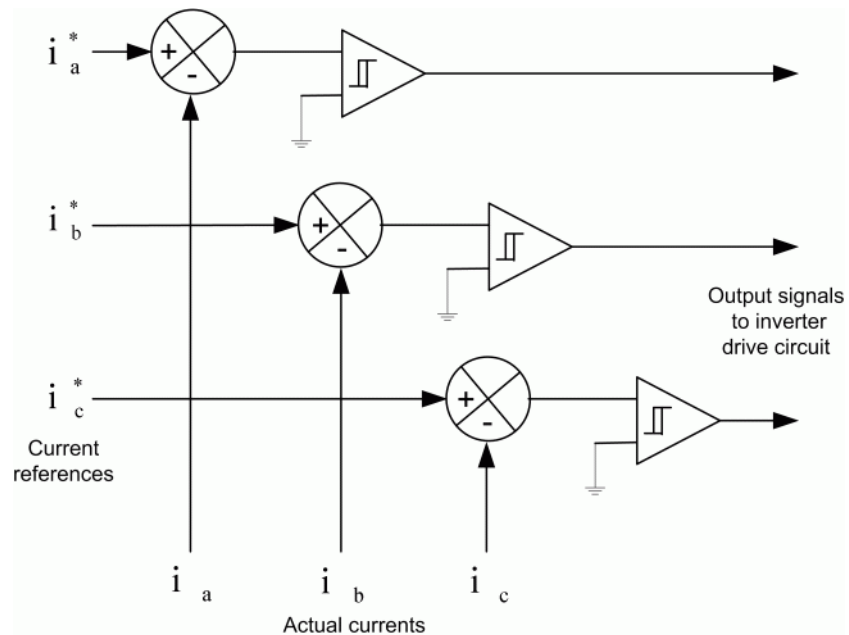 i*a
+
-
i*b
+
-
Output signals
to inverter
drive circuit
i*c
+
-
Current
references
i a
i b
i c
Actual currents